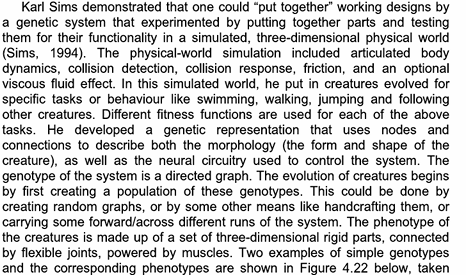 Karl Sims demonstrated that one could “put together” working designs by
a genetic system that experimented by putting together parts and testing
them for their functionality in a simulated, three-dimensional physical world
(Sims, 1994). The physical-world simulation included articulated body
dynamics, collision detection, collision response, friction, and an optional
viscous fluid effect. In this simulated world, he put in creatures evolved for
specific tasks or behaviour like swimming, walking, jumping and following
other creatures. Different fitness functions are used for each of the above
tasks. He developed a genetic representation that uses nodes and
connections to describe both the morphology (the form and shape of the
creature), as well as the neural circuitry used to control the system. The
genotype of the system is a directed graph. The evolution of creatures begins
by first creating a population of these genotypes. This could be done by
creating random graphs, or by some other means like handcrafting them, or
carrying some forward/across different runs of the system. The phenotype of
the creatures is made up of a set of three-dimensional rigid parts, connected
by flexible joints, powered by muscles. Two examples of simple genotypes
and the corresponding phenotypes are shown in Figure 4.22 below, taken